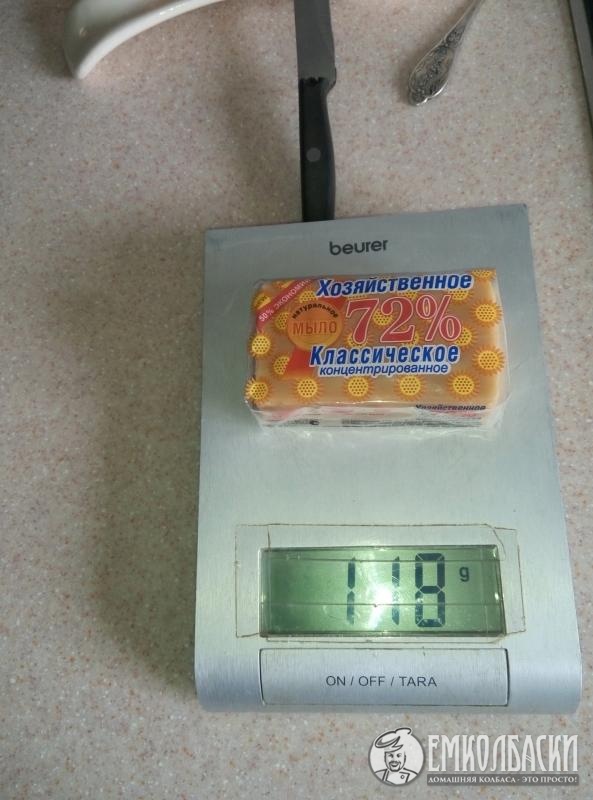 beurer
Хозяйственное
50% экономии
натуральное
МЫЛО
72%
Классическое
концентрированное
Хозяйственное
118 g
ON / OFF / TARA
ЕМКОЛБАСКИ
ДОМАШНЯЯ КОЛБАСА - ЭТО ПРОСТО!